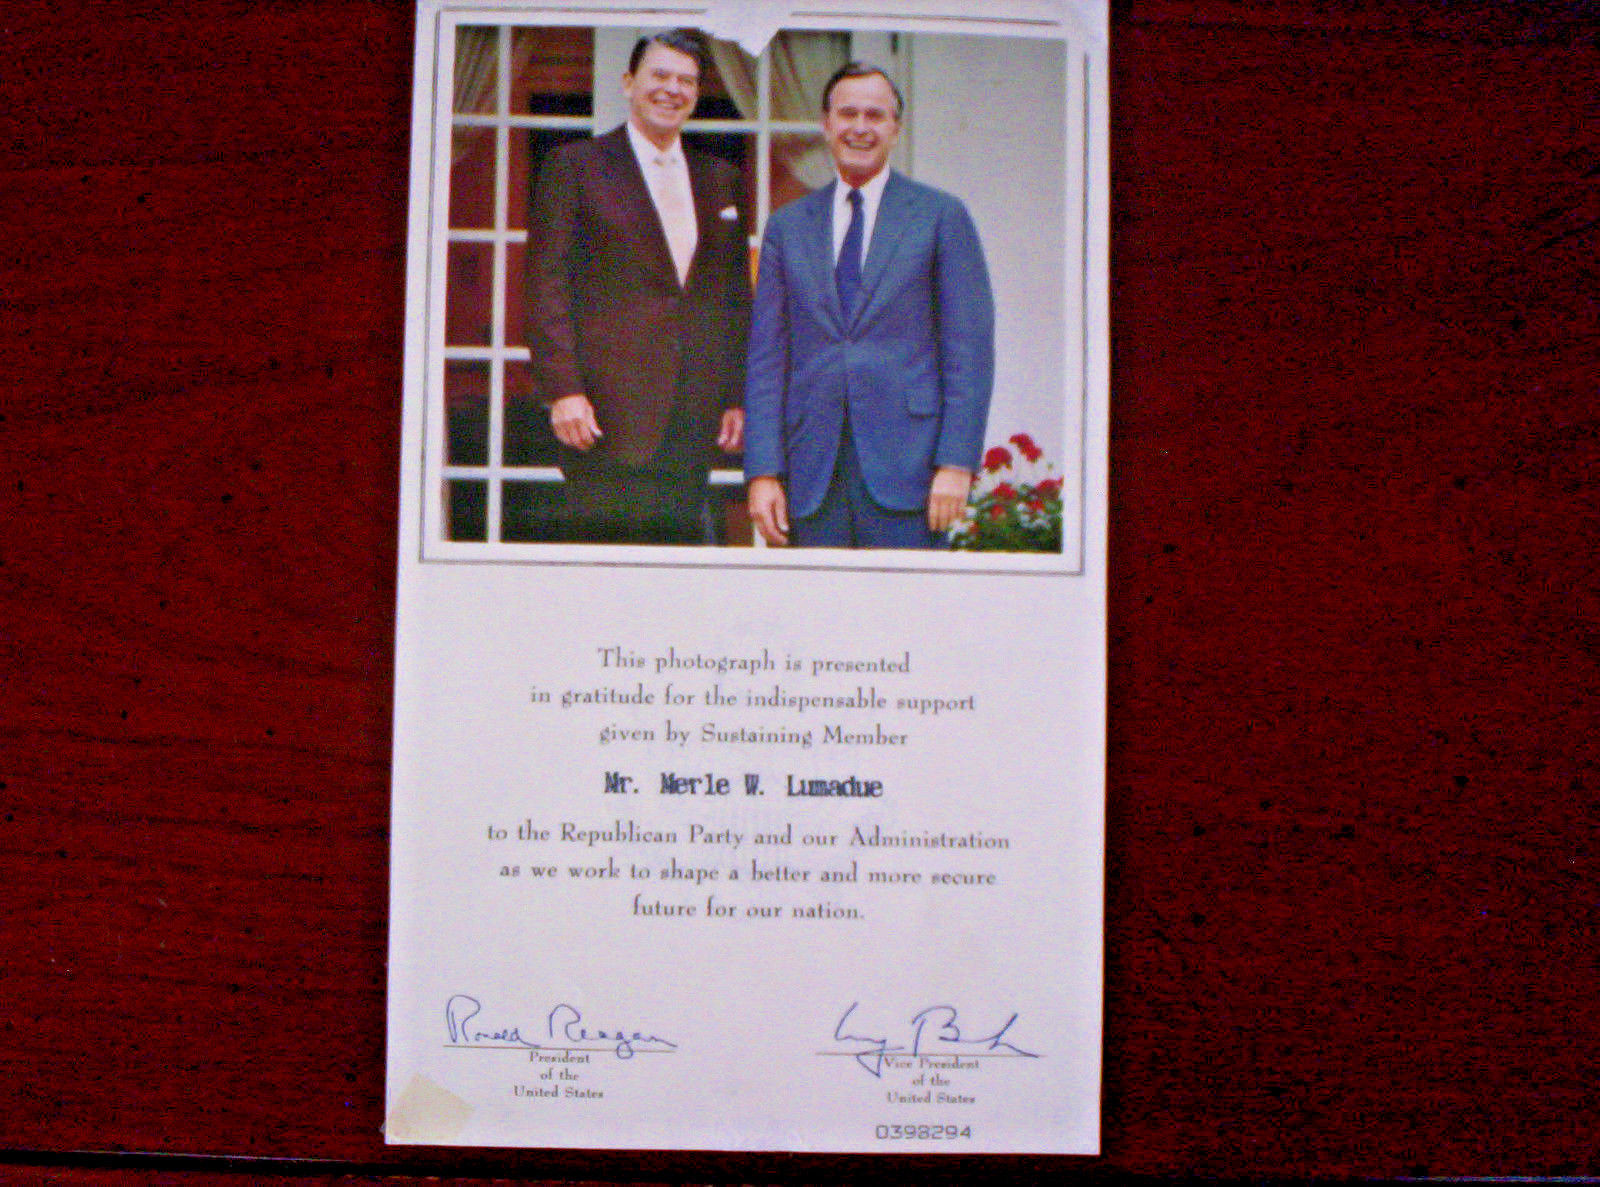 This photograph is presented
in gratitude for the indispensable support
given by Sustaining Member
Mr. Merle W. Lumadue
to the Republican Party and our Administration
as we work to shape a better and more secure
future for our nation.
Ronald Reagan
President
of the
United States
George Bush
Vice President
of the
United States
0398294